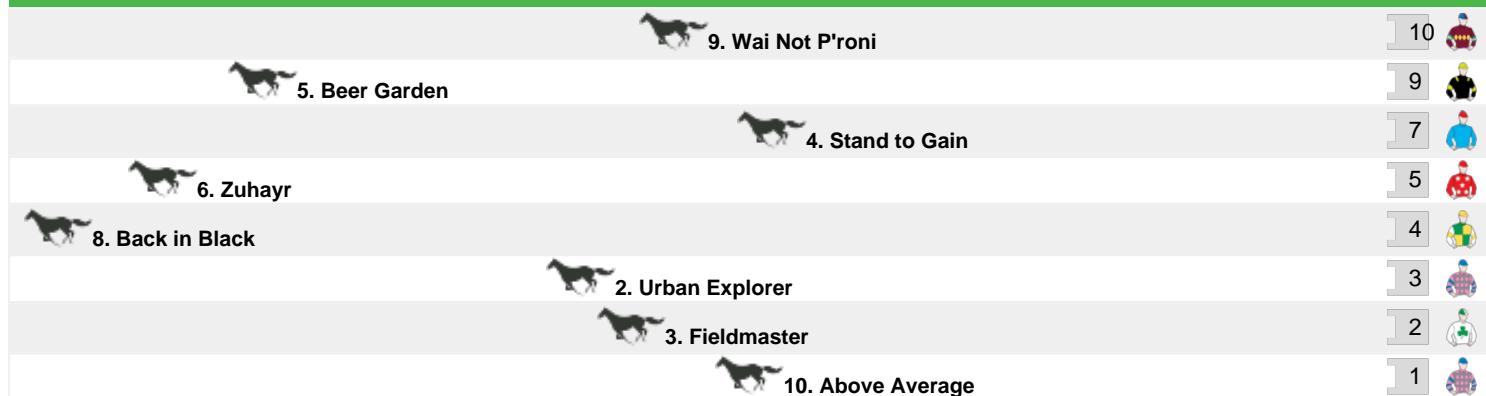 9. Wai Not P'roni 10
5. Beer Garden 9
4. Stand to Gain 7
6. Zuhayr 5
8. Back in Black 4
2. Urban Explorer 3
3. Fieldmaster 2
10. Above Average 1